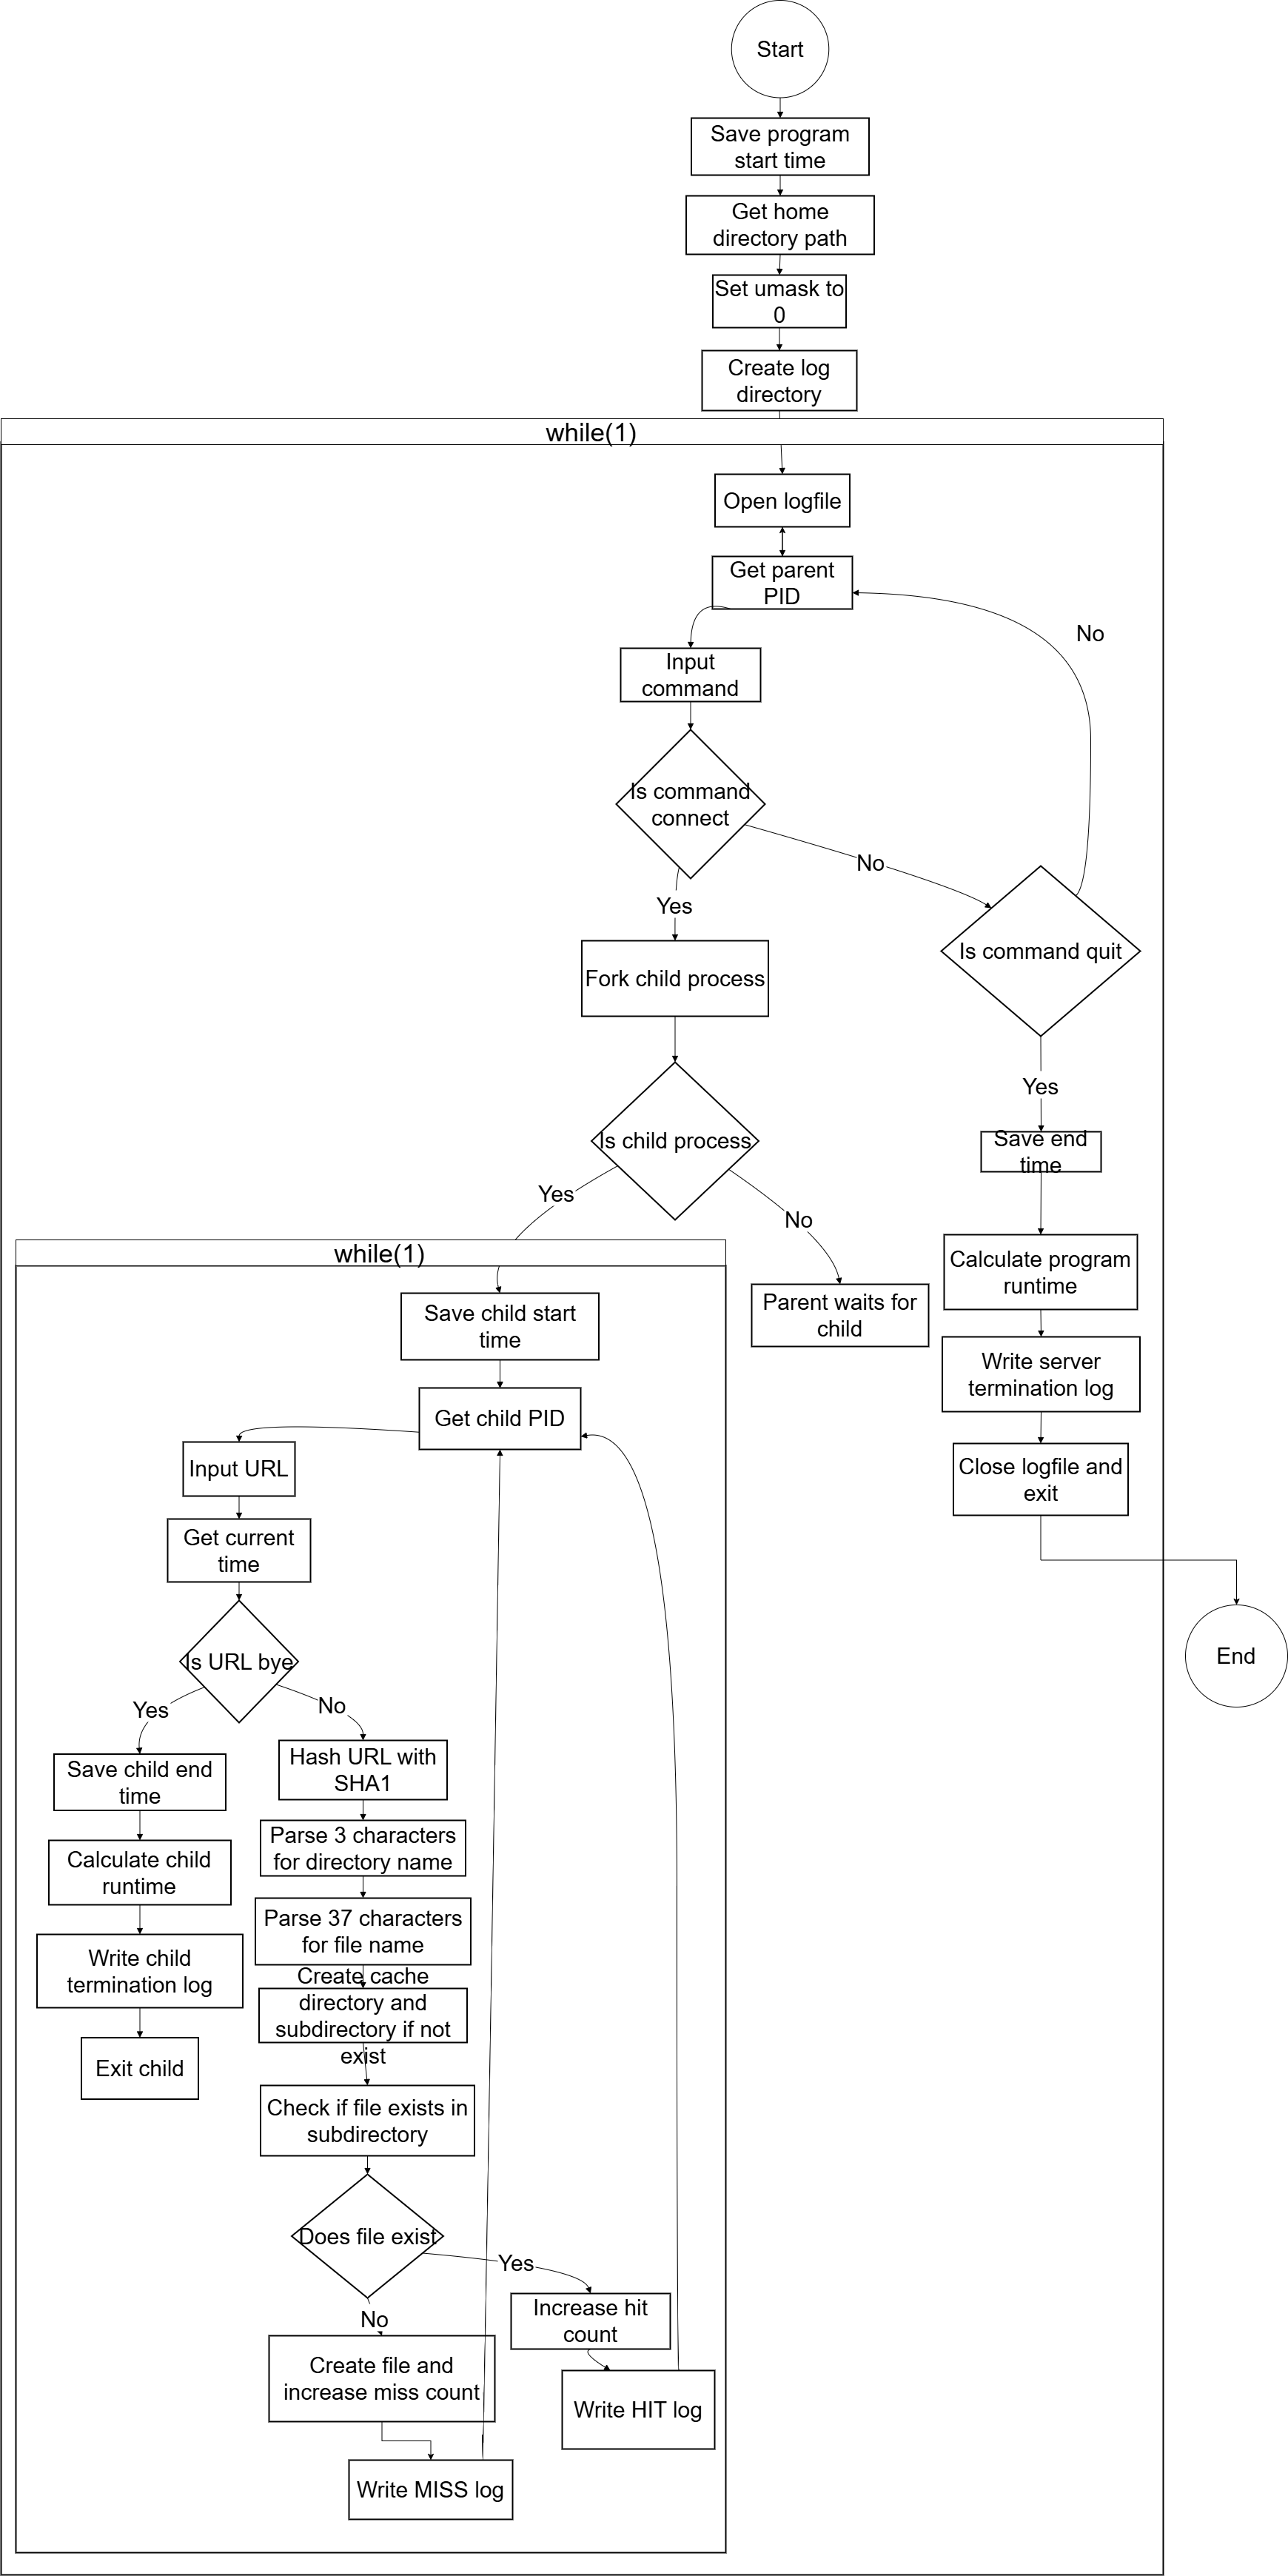 Start
Save program
start time
Get home
directory path
Set umask to
0
Create log
directory
while(1)
Open logfile
Get parent
PID
No
Input
command
Is command
connect
No
Yes
Is command quit
Fork child process
Yes
Is child process
Save end
time
Yes
No
while(1)
Calculate program
runtime
Save child start
time
Parent waits for
child
Write server
termination log
Get child PID
Input URL
Close logfile and
exit
Get current
time
End
Is URL bye
Yes
No
Hash URL with
SHA1
Save child end
time
Parse 3 characters
for directory name
Calculate child
runtime
Parse 37 characters
for file name
Write child
termination log
Create cache
directory and
subdirectory if not
exist
Exit child
Check if file exists in
subdirectory
Does file exist
Yes
No
Increase hit
count
Create file and
increase miss count
Write HIT log
Write MISS log